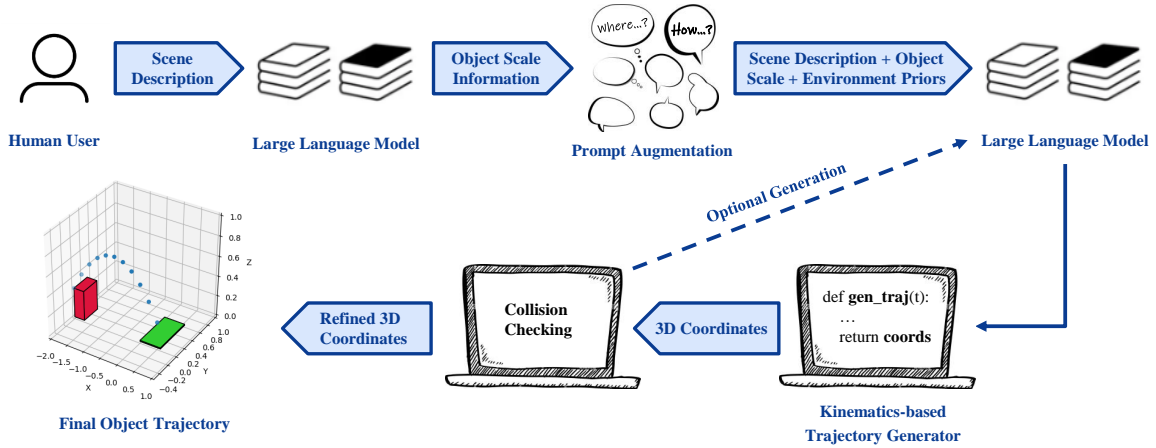 Where...?
How...?
Scene
Description
Object Scale
Information
Scene Description + Object
Scale + Environment Priors
Human User
Large Language Model
Prompt Augmentation
Large Language Model
Optional Generation
1.0
0.8
0.6
0.4
0.2
0.0
Z
-2.0
-1.5
-1.0
-0.5
0.0
0.5
1.0
X
-0.4
-0.2
0.0
0.2
0.4
0.6
0.8
1.0
Y
Final Object Trajectory
Refined 3D
Coordinates
Collision
Checking
3D Coordinates
def gen_traj(t):
...
return coords
Kinematics-based
Trajectory Generator